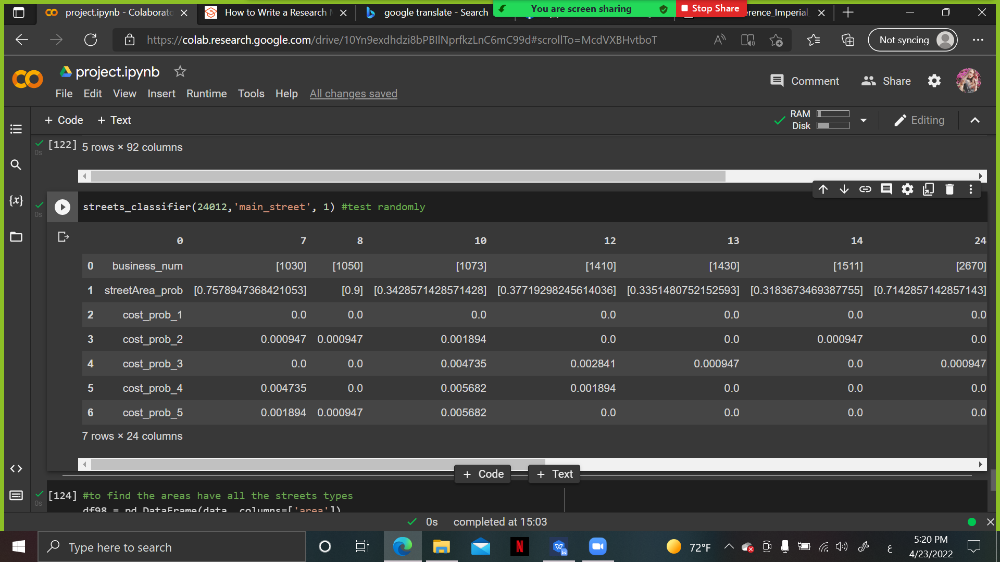 project.ipynb - Colaborato
How to Write a Research
google translate - Search
You are screen sharing
Stop Share
erence_Imperial_
https://colab.research.google.com/drive/10Yn9exdhdzi8bPBIlNprfkzLnC6mC99d#scrollTo=McdVXBHvtboT
Not syncing
project.ipynb
Comment
Share
File Edit View Insert Runtime Tools Help All changes saved
+ Code + Text
RAM
Disk
Editing
[122] 5 rows × 92 columns
0s
{x}
streets_classifier(24012,'main_street', 1) #test randomly
0s
0 7 8 10 12 13 14 24
0 business_num [1030] [1050] [1073] [1410] [1430] [1511] [2670]
1 streetArea_prob [0.7578947368421053] [0.9] [0.3428571428571428] [0.37719298245614036] [0.3351480752152593] [0.3183673469387755] [0.7142857142857143]
2 cost_prob_1 0.0 0.0 0.0 0.0 0.0 0.0 0.0
3 cost_prob_2 0.000947 0.000947 0.001894 0.0 0.0 0.000947 0.0
4 cost_prob_3 0.0 0.0 0.004735 0.002841 0.000947 0.0 0.000947
5 cost_prob_4 0.004735 0.0 0.005682 0.001894 0.0 0.0 0.0
6 cost_prob_5 0.001894 0.000947 0.005682 0.0 0.0 0.0 0.0
7 rows × 24 columns
+ Code + Text
[124] #to find the areas have all the streets types
0s
df98 = pd.DataFrame(data, columns=['area'])
0s completed at 15:03
Type here to search
72°F
ع
5:20 PM
4/23/2022